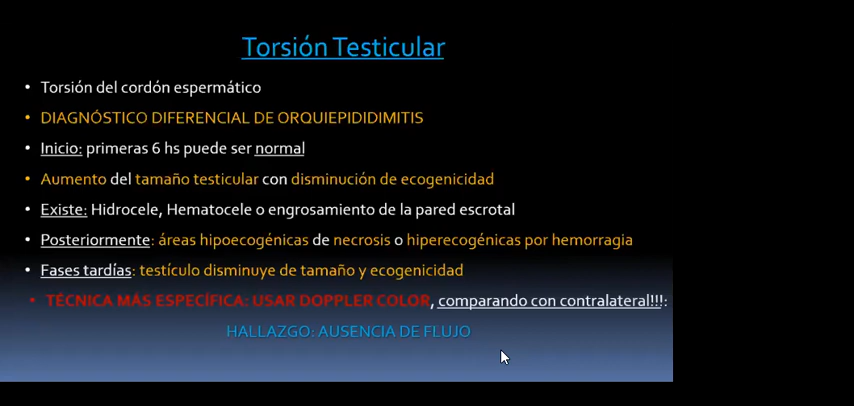 Torsión Testicular
• Torsión del cordón espermático
• DIAGNÓSTICO DIFERENCIAL DE ORQUIEPIDIDIMITIS
• Inicio: primeras 6 hs puede ser normal
• Aumento del tamaño testicular con disminución de ecogenicidad
• Existe: Hidrocele, Hematocele o engrosamiento de la pared escrotal
• Posteriormente: áreas hipoecogénicas de necrosis o hiperecogénicas por hemorragia
• Fases tardías: testículo disminuye de tamaño y ecogenicidad
• TÉCNICA MÁS ESPECÍFICA: USAR DOPPLER COLOR, comparando con contralateral!!!:
HALLAZGO: AUSENCIA DE FLUJO